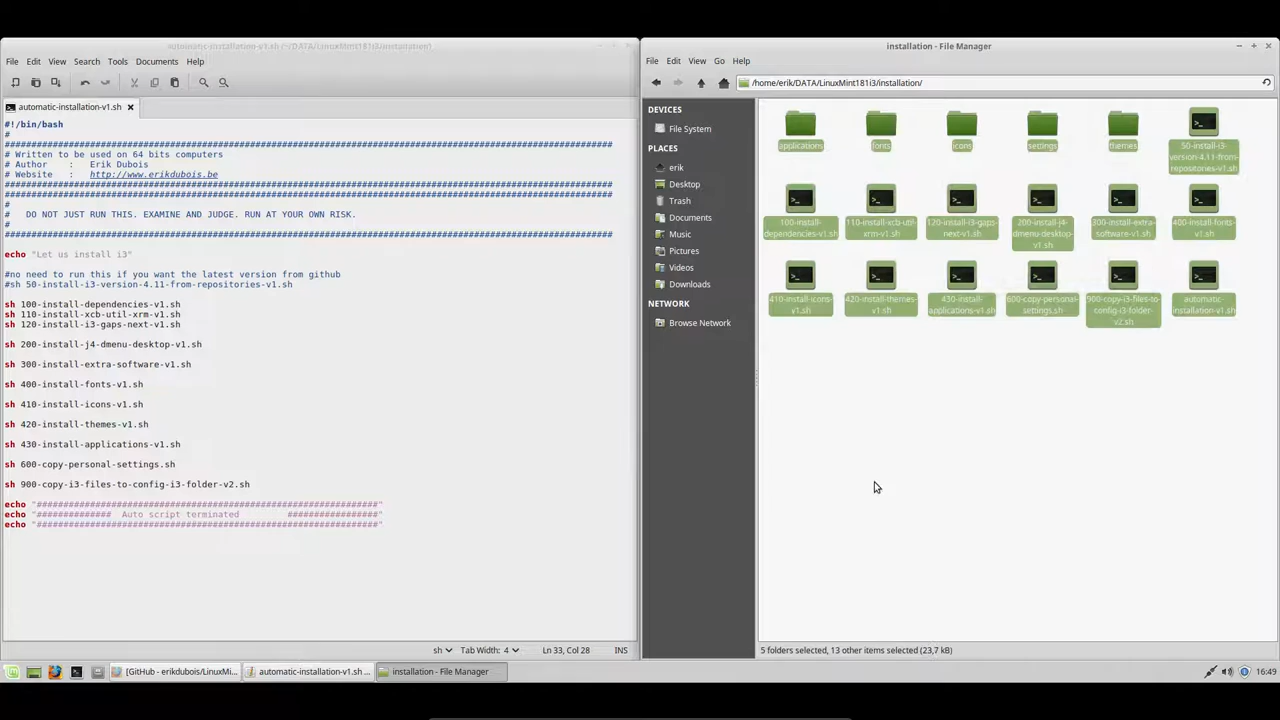 automatic-installation-v1.sh (~/DATA/LinuxMint181i3/installation)
File Edit View Search Tools Documents Help
automatic-installation-v1.sh
#!/bin/bash
#
##################################################################################################################
# Written to be used on 64 bits computers
# Author : Erik Dubois
# Website : http://www.erikdubois.be
##################################################################################################################
##################################################################################################################
#
# DO NOT JUST RUN THIS. EXAMINE AND JUDGE. RUN AT YOUR OWN RISK.
#
##################################################################################################################
echo "Let us install i3"
#no need to run this if you want the latest version from github
#sh 50-install-i3-version-4.11-from-repositories-v1.sh
sh 100-install-dependencies-v1.sh
sh 110-install-xcb-util-xrm-v1.sh
sh 120-install-i3-gaps-next-v1.sh
sh 200-install-j4-dmenu-desktop-v1.sh
sh 300-install-extra-software-v1.sh
sh 400-install-fonts-v1.sh
sh 410-install-icons-v1.sh
sh 420-install-themes-v1.sh
sh 430-install-applications-v1.sh
sh 600-copy-personal-settings.sh
sh 900-copy-i3-files-to-config-i3-folder-v2.sh
echo "################################################################"
echo "############## Auto script terminated #################"
echo "################################################################"
sh Tab Width: 4 Ln 33, Col 28 INS
installation - File Manager
File Edit View Go Help
/home/erik/DATA/LinuxMint181i3/installation/
DEVICES
File System
PLACES
erik
Desktop
Trash
Documents
Music
Pictures
Videos
Downloads
NETWORK
Browse Network
applications
fonts
icons
settings
themes
50-install-i3-
version-4.11-from-
repositories-v1.sh
100-install-
dependencies-v1.sh
110-install-xcb-util-
xrm-v1.sh
120-install-i3-gaps-
next-v1.sh
200-install-j4-
dmenu-desktop-
v1.sh
300-install-extra-
software-v1.sh
400-install-fonts-
v1.sh
410-install-icons-
v1.sh
420-install-themes-
v1.sh
430-install-
applications-v1.sh
600-copy-personal-
settings.sh
900-copy-i3-files-to-
config-i3-folder-
v2.sh
automatic-
installation-v1.sh
5 folders selected, 13 other items selected (23,7 kB)
[GitHub - erikdubois/LinuxMi...
automatic-installation-v1.sh ...
installation - File Manager
16:49